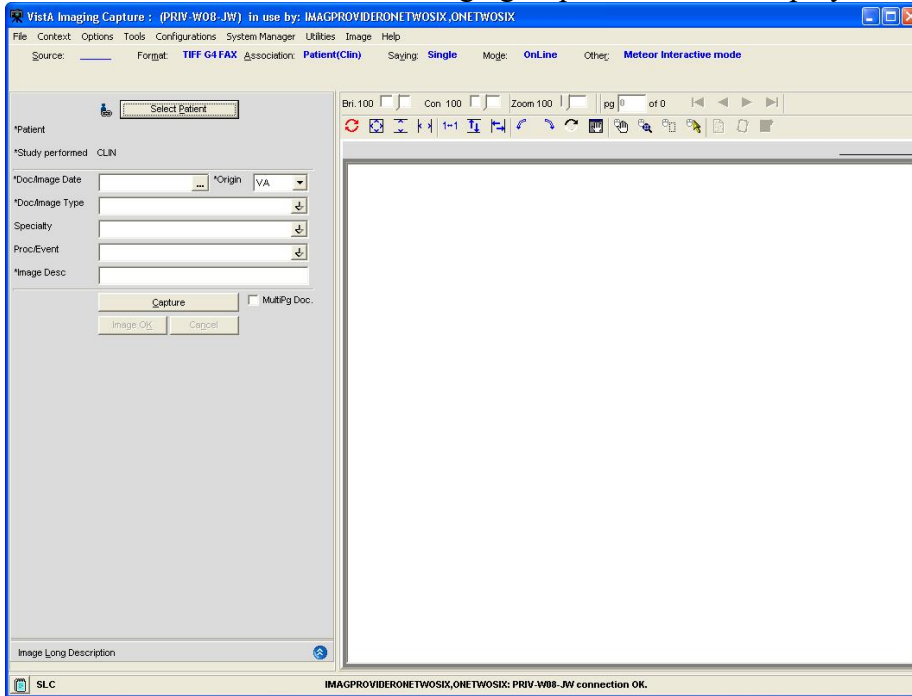 VistA Imaging Capture : (PRIV-W08-JW) in use by: IMAGPROVIDERONETWOSIX,ONETWOSIX
File Context Options Tools Configurations System Manager Utilities Image Help
Source: Format: TIFF G4 FAX Association: Patient(Clin) Saving: Single Mode: OnLine Other: Meteor Interactive mode
Select Patient
*Patient
*Study performed CLIN
*Doc/Image Date ... *Origin VA
*Doc/Image Type
Specialty
Proc/Event
*Image Desc
Capture MultiPg Doc.
Image OK Cancel
Bri. 100 Con 100 Zoom 100 pg 0 of 0
1↔1
Image Long Description
SLC IMAGPROVIDERONETWOSIX,ONETWOSIX: PRIV-W08-JW connection OK.